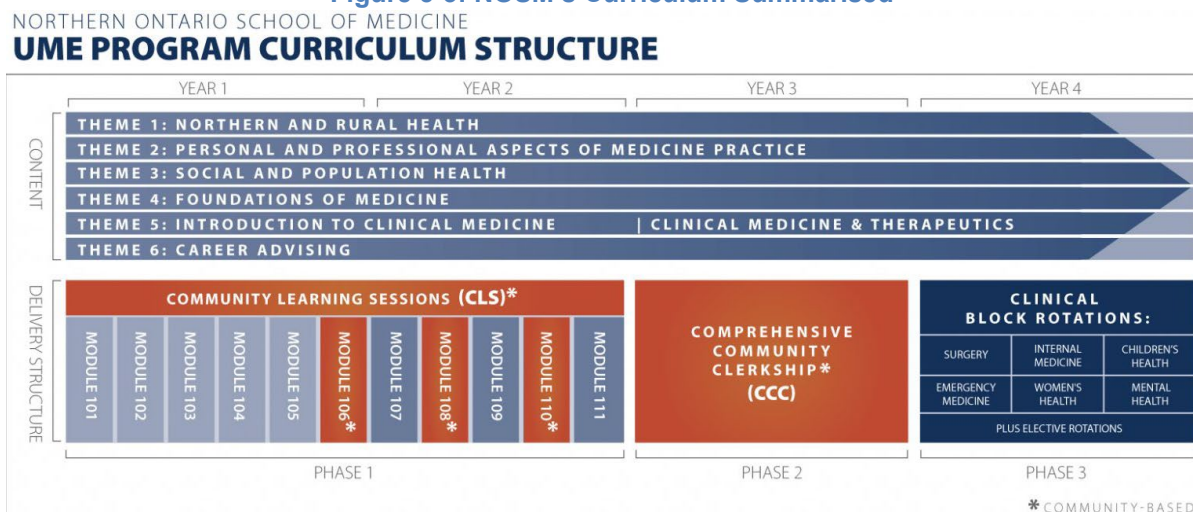 NORTHERN ONTARIO SCHOOL OF MEDICINE
UME PROGRAM CURRICULUM STRUCTURE
YEAR 1 YEAR 2 YEAR 3 YEAR 4
CONTENT
THEME 1: NORTHERN AND RURAL HEALTH
THEME 2: PERSONAL AND PROFESSIONAL ASPECTS OF MEDICINE PRACTICE
THEME 3: SOCIAL AND POPULATION HEALTH
THEME 4: FOUNDATIONS OF MEDICINE
THEME 5: INTRODUCTION TO CLINICAL MEDICINE | CLINICAL MEDICINE & THERAPEUTICS
THEME 6: CAREER ADVISING
DELIVERY STRUCTURE
COMMUNITY LEARNING SESSIONS (CLS)*
MODULE 101
MODULE 102
MODULE 103
MODULE 104
MODULE 105
MODULE 106*
MODULE 107
MODULE 108*
MODULE 109
MODULE 110*
MODULE 111
COMPREHENSIVE
COMMUNITY
CLERKSHIP*
(CCC)
CLINICAL
BLOCK ROTATIONS:
SURGERY
INTERNAL
MEDICINE
CHILDREN'S
HEALTH
EMERGENCY
MEDICINE
WOMEN'S
HEALTH
MENTAL
HEALTH
PLUS ELECTIVE ROTATIONS
PHASE 1 PHASE 2 PHASE 3
* COMMUNITY-BASED